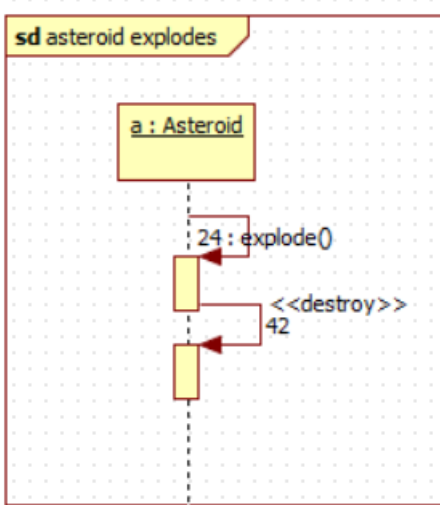 sd asteroid explodes
a : Asteroid
24 : explode()
<<destroy>>
42